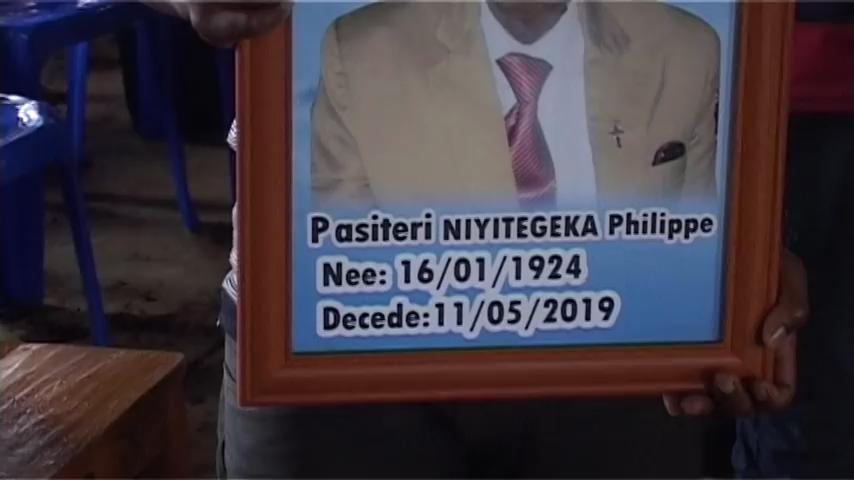 Pasiteri NIYITEGEKA Philippe
Nee: 16/01/1924
Decede:11/05/2019